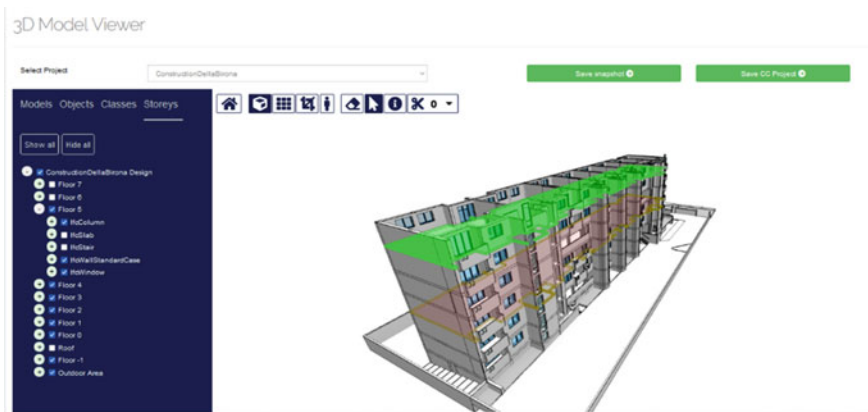 3D Model Viewer
Select Project
ConstructionDellaBirona
Save snapshot
Save CC Project
Models Objects Classes Storeys
0
Show all Hide all
ConstructionDellaBirona Design
Floor 7
Floor 6
Floor 5
IfcColumn
IfcSlab
IfcStair
IfcWallStandardCase
IfcWindow
Floor 4
Floor 3
Floor 2
Floor 1
Floor 0
Roof
Floor -1
Outdoor Area